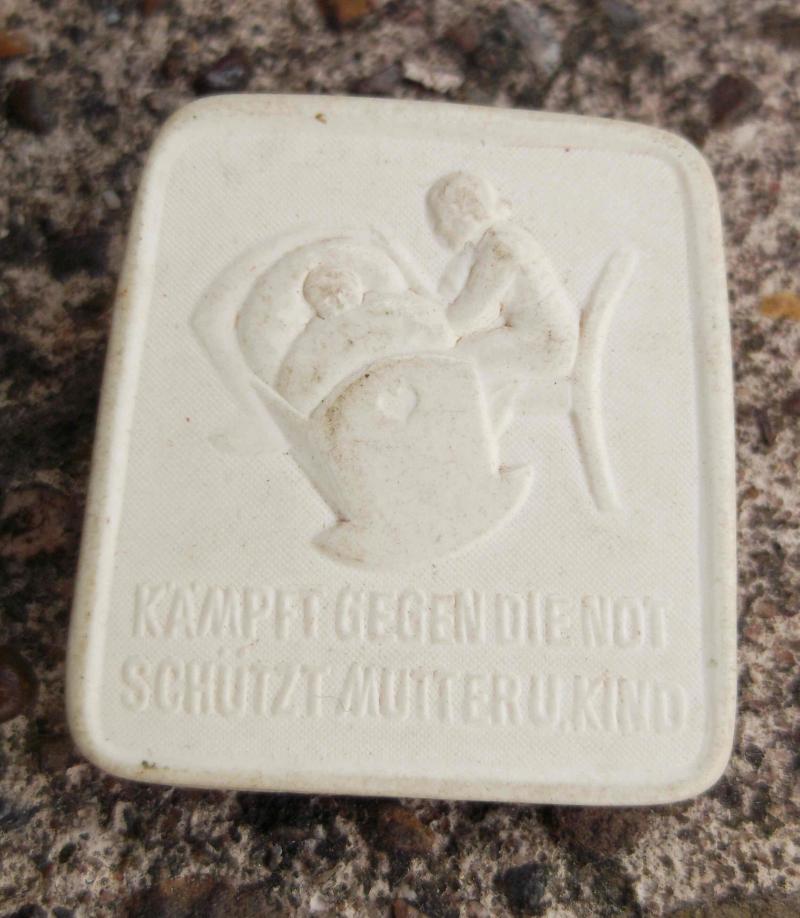 KÄMPFT GEGEN DIE NOT
SCHÜTZT MUTTER U. KIND